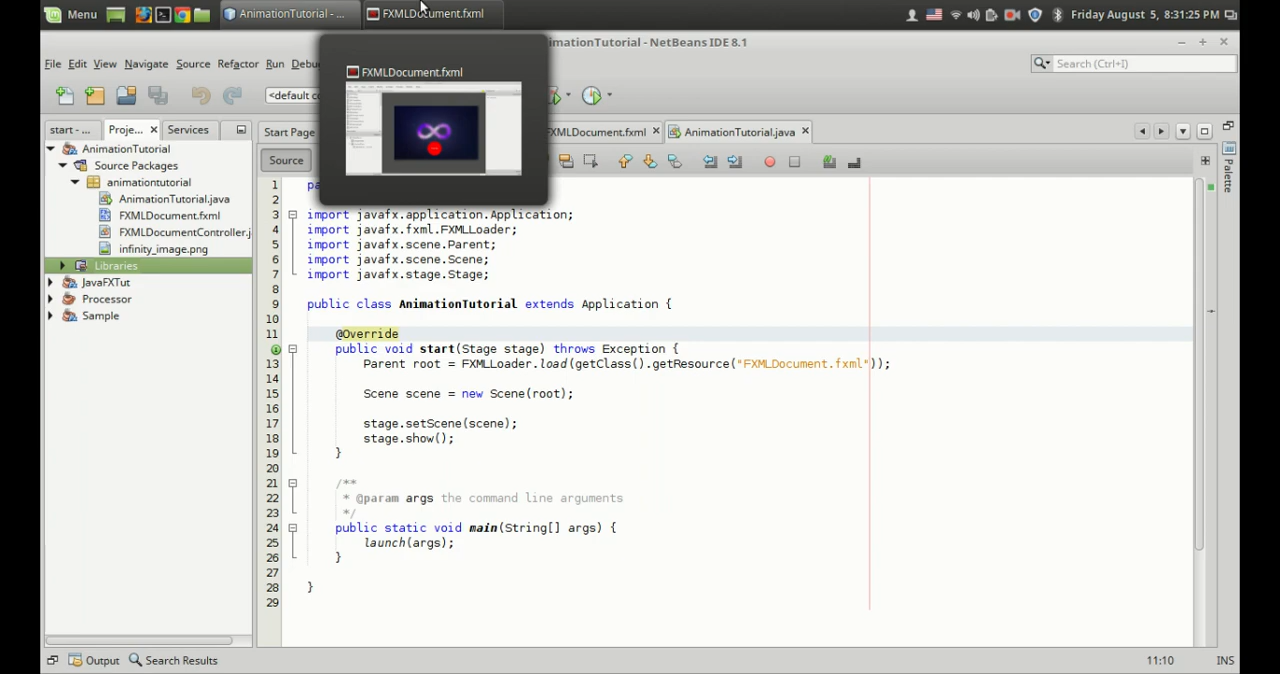 Menu
AnimationTutorial - ...
FXMLDocument.fxml
Friday August 5, 8:31:25 PM
AnimationTutorial - NetBeans IDE 8.1
FXMLDocument.fxml
File Edit View Navigate Source Refactor Run Debu
Search (Ctrl+I)
<default co
start - ...
Proje...
Services
Start Page
FXMLDocument.fxml
AnimationTutorial.java
Source
Palette
AnimationTutorial
Source Packages
animationtutorial
AnimationTutorial.java
FXMLDocument.fxml
FXMLDocumentController.j
infinity_image.png
Libraries
JavaFXTut
Processor
Sample
1 pa
2
3 import javafx.application.Application;
4 import javafx.fxml.FXMLLoader;
5 import javafx.scene.Parent;
6 import javafx.scene.Scene;
7 import javafx.stage.Stage;
8
9 public class AnimationTutorial extends Application {
10
11 @Override
public void start(Stage stage) throws Exception {
13 Parent root = FXMLLoader.load(getClass().getResource("FXMLDocument.fxml"));
14
15 Scene scene = new Scene(root);
16
17 stage.setScene(scene);
18 stage.show();
19 }
20
21 /**
22 * @param args the command line arguments
23 */
24 public static void main(String[] args) {
25 launch(args);
26 }
27
28 }
29
Output
Search Results
11:10
INS